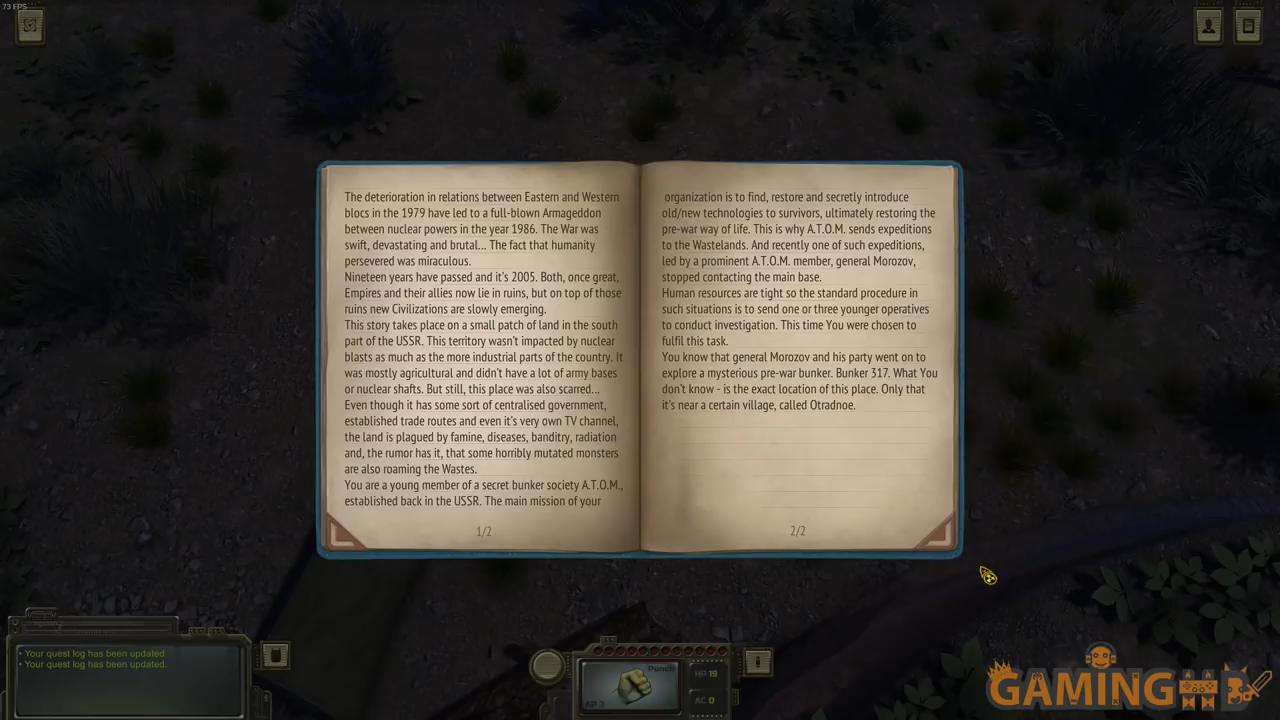 73 FPS
The deterioration in relations between Eastern and Western
blocs in the 1979 have led to a full-blown Armageddon
between nuclear powers in the year 1986. The War was
swift, devastating and brutal... The fact that humanity
persevered was miraculous.
Nineteen years have passed and it's 2005. Both, once great,
Empires and their allies now lie in ruins, but on top of those
ruins new Civilizations are slowly emerging.
This story takes place on a small patch of land in the south
part of the USSR. This territory wasn't impacted by nuclear
blasts as much as the more industrial parts of the country. It
was mostly agricultural and didn't have a lot of army bases
or nuclear shafts. But still, this place was also scarred...
Even though it has some sort of centralised government,
established trade routes and even it's very own TV channel,
the land is plagued by famine, diseases, banditry, radiation
and, the rumor has it, that some horribly mutated monsters
are also roaming the Wastes.
You are a young member of a secret bunker society A.T.O.M.,
established back in the USSR. The main mission of your
1/2
organization is to find, restore and secretly introduce
old/new technologies to survivors, ultimately restoring the
pre-war way of life. This is why A.T.O.M. sends expeditions
to the Wastelands. And recently one of such expeditions,
led by a prominent A.T.O.M. member, general Morozov,
stopped contacting the main base.
Human resources are tight so the standard procedure in
such situations is to send one or three younger operatives
to conduct investigation. This time You were chosen to
fulfil this task.
You know that general Morozov and his party went on to
explore a mysterious pre-war bunker. Bunker 317. What You
don't know - is the exact location of this place. Only that
it's near a certain village, called Otradnoe.
2/2
• Your quest log has been updated
• Your quest log has been updated.
Punch
AP 3
HP 19
AC 0
GAMING